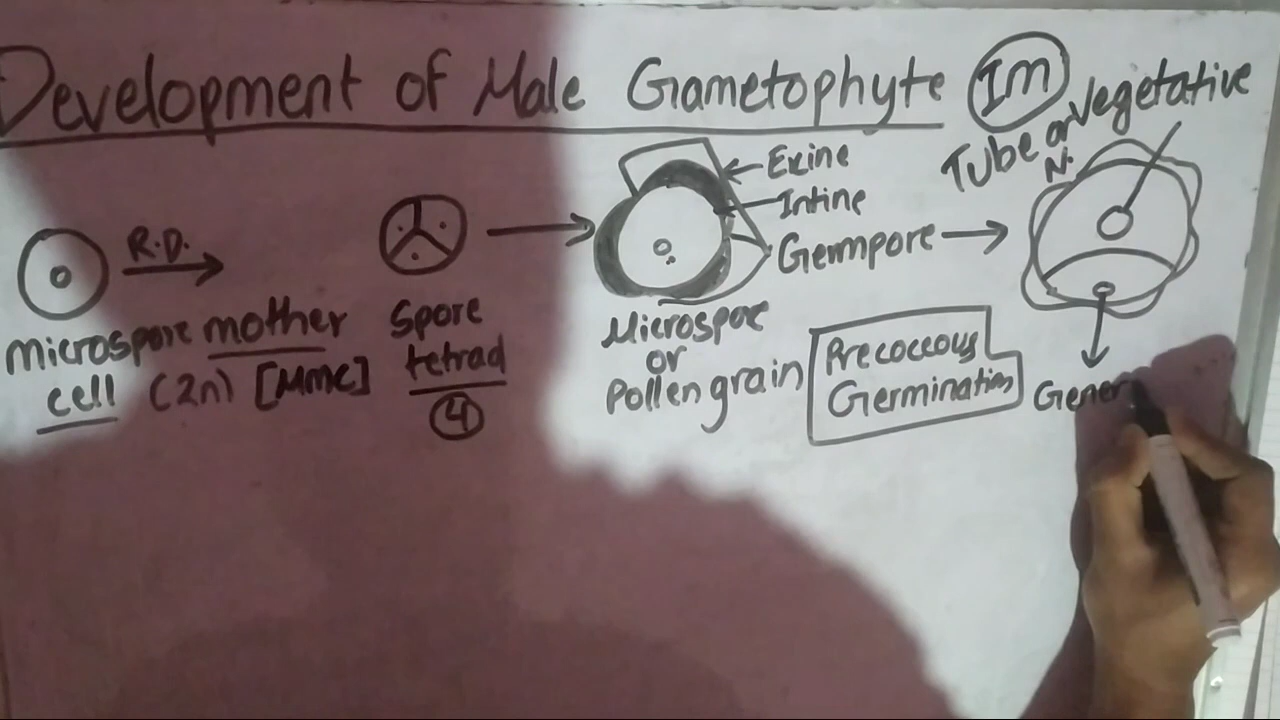 Development of Male Gametophyte Im
Tube or Vegetative
N.
Exine
Intine
Germpore
R.D.
Microspore mother
cell (2n) [Mmc]
Spore
tetrad
4
Microspore
or
Pollen grain
Precoccous
Germination
Gener